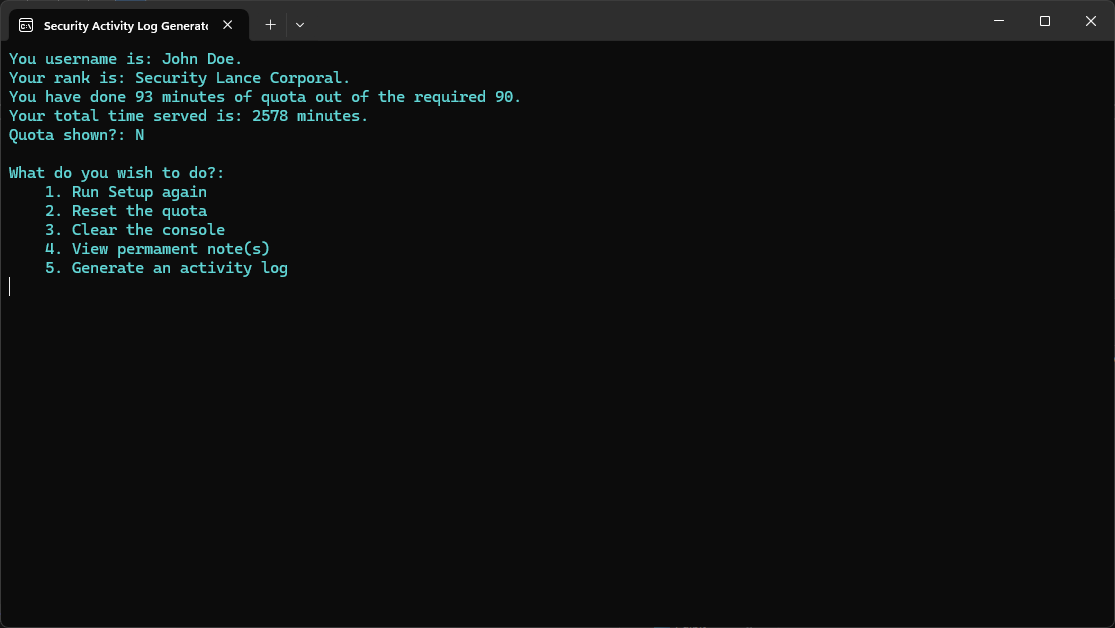 Security Activity Log Generato
You username is: John Doe.
Your rank is: Security Lance Corporal.
You have done 93 minutes of quota out of the required 90.
Your total time served is: 2578 minutes.
Quota shown?: N
What do you wish to do?:
1. Run Setup again
2. Reset the quota
3. Clear the console
4. View permament note(s)
5. Generate an activity log